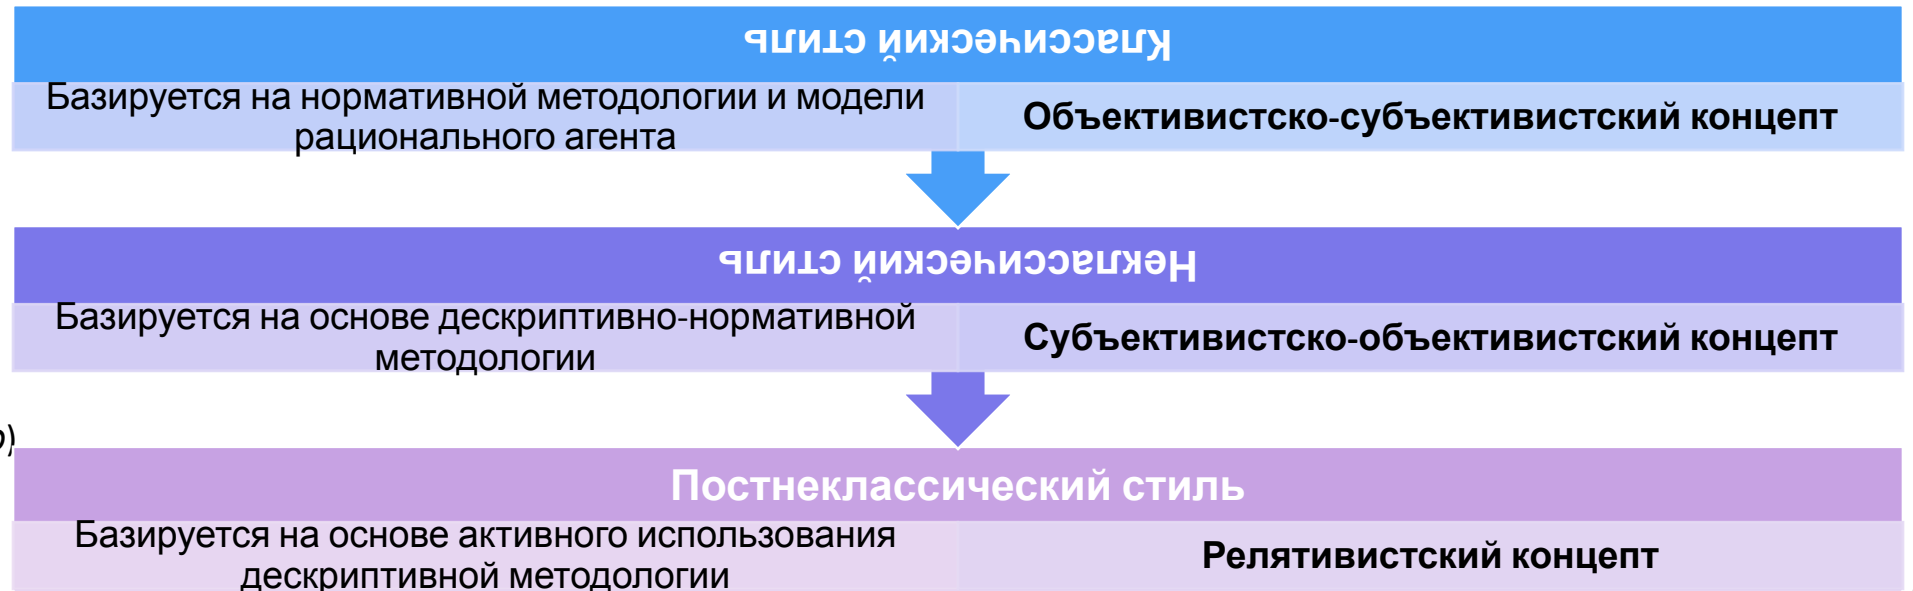 Классический стиль
Базируется на нормативной методологии и модели
рационального агента
Объективистско-субъективистский концепт
Неклассический стиль
Базируется на основе дескриптивно-нормативной
методологии
Субъективистско-объективистский концепт
Постнеклассический стиль
Базируется на основе активного использования
дескриптивной методологии
Релятивистский концепт